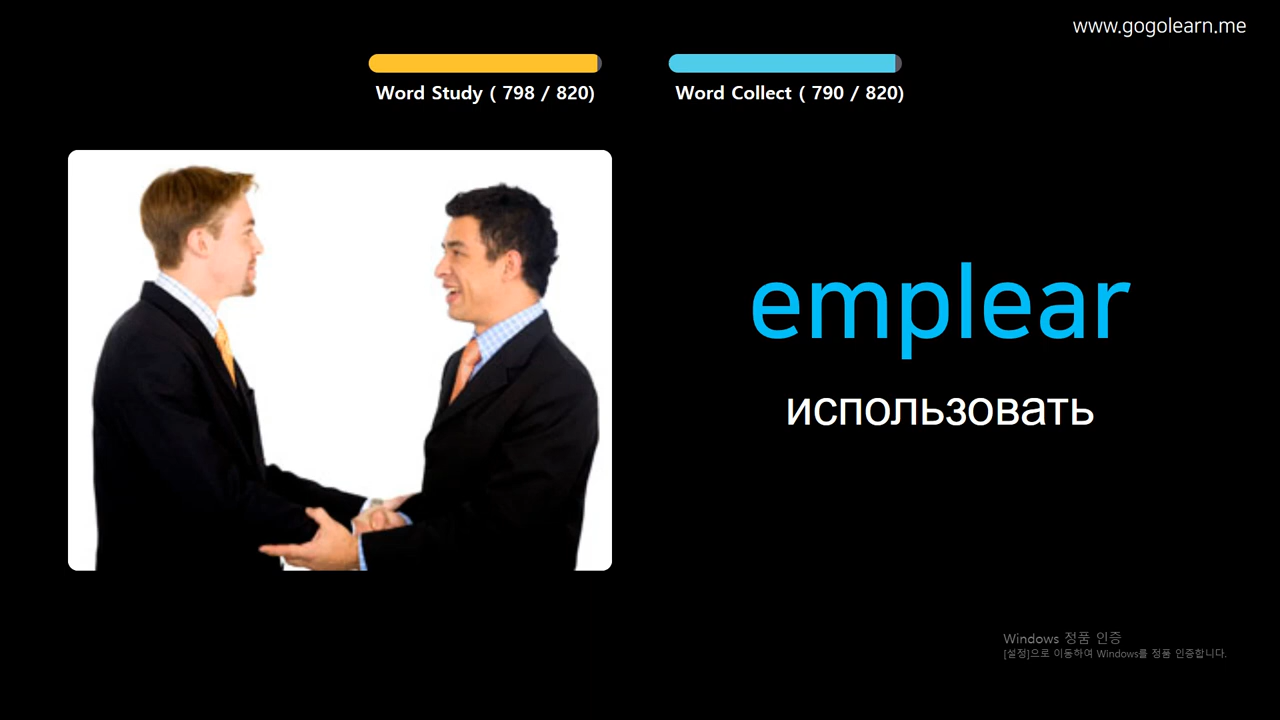 www.gogolearn.me
Word Study ( 798 / 820)
Word Collect ( 790 / 820)
emplear
использовать
Windows 정품 인증
[설정]으로 이동하여 Windows를 정품 인증합니다.